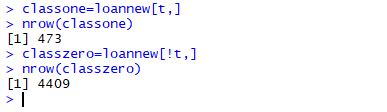 > classone=loannew[t,]
> nrow(classone)
[1] 473
> classzero=loannew[!t,]
> nrow(classzero)
[1] 4409
>